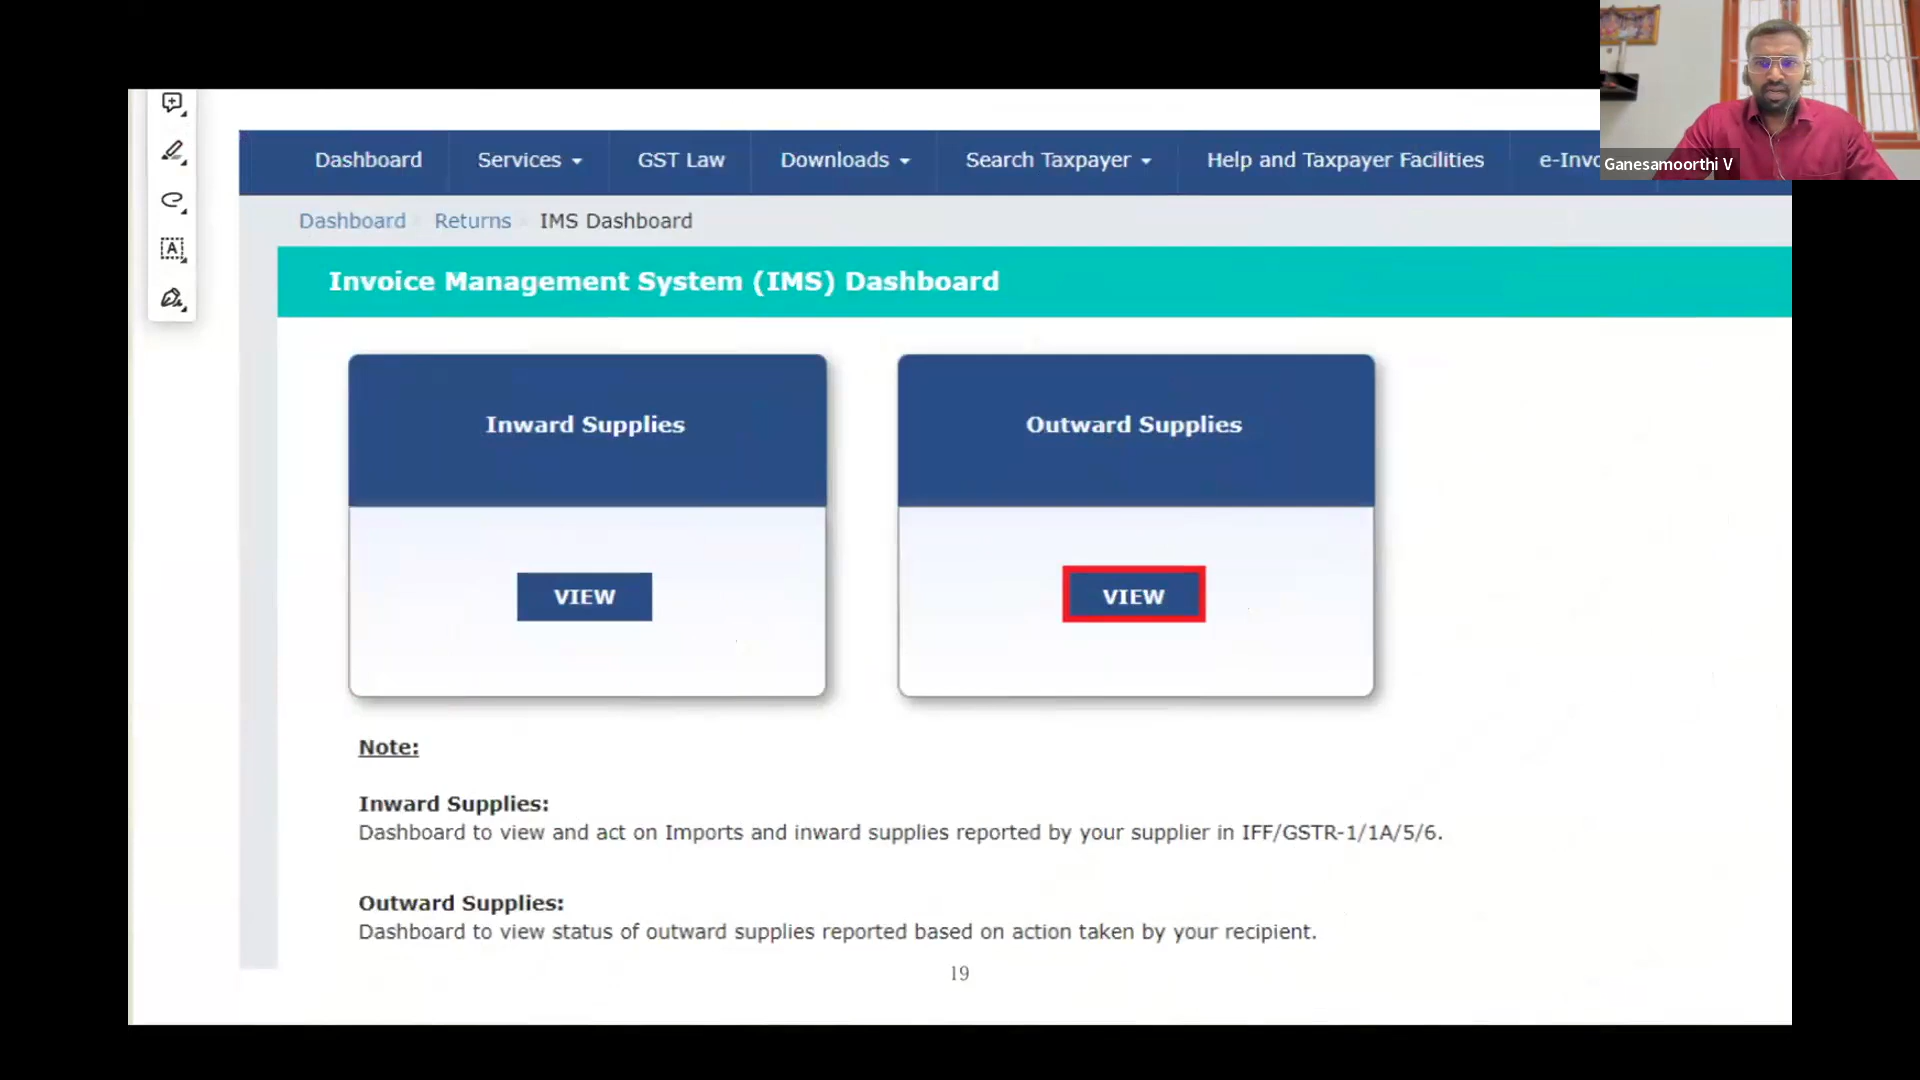 Dashboard Services GST Law Downloads Search Taxpayer Help and Taxpayer Facilities
Ganesamoorthi V
Dashboard Returns IMS Dashboard
Invoice Management System (IMS) Dashboard
Inward Supplies Outward Supplies
VIEW VIEW
Note:
Inward Supplies:
Dashboard to view and act on Imports and inward supplies reported by your supplier in IFF/GSTR-1/1A/5/6.
Outward Supplies:
Dashboard to view status of outward supplies reported based on action taken by your recipient.
19